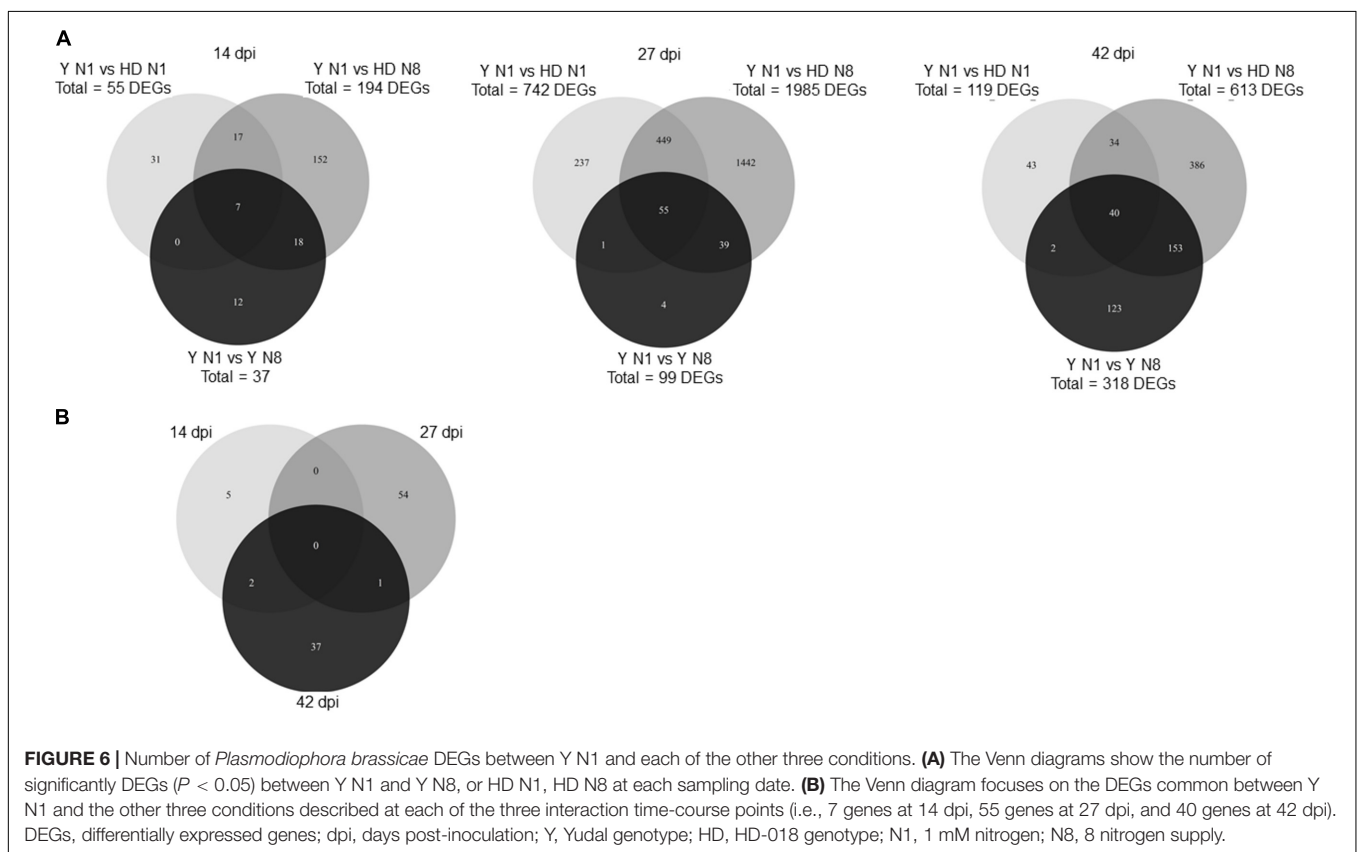 A
14 dpi
Y N1 vs HD N1
Total = 55 DEGs
Y N1 vs HD N8
Total = 194 DEGs
17
31
152
7
0
18
12
Y N1 vs Y N8
Total = 37
27 dpi
Y N1 vs HD N1
Total = 742 DEGs
Y N1 vs HD N8
Total = 1985 DEGs
449
237
1442
55
1
39
4
Y N1 vs Y N8
Total = 99 DEGs
42 dpi
Y N1 vs HD N1
Total = 119 DEGs
Y N1 vs HD N8
Total = 613 DEGs
34
43
386
40
2
153
123
Y N1 vs Y N8
Total = 318 DEGs
B
14 dpi
27 dpi
0
5
54
0
2
1
37
42 dpi
FIGURE 6 | Number of Plasmodiophora brassicae DEGs between Y N1 and each of the other three conditions. (A) The Venn diagrams show the number of
significantly DEGs (P < 0.05) between Y N1 and Y N8, or HD N1, HD N8 at each sampling date. (B) The Venn diagram focuses on the DEGs common between Y
N1 and the other three conditions described at each of the three interaction time-course points (i.e., 7 genes at 14 dpi, 55 genes at 27 dpi, and 40 genes at 42 dpi).
DEGs, differentially expressed genes; dpi, days post-inoculation; Y, Yudal genotype; HD, HD-018 genotype; N1, 1 mM nitrogen; N8, 8 nitrogen supply.